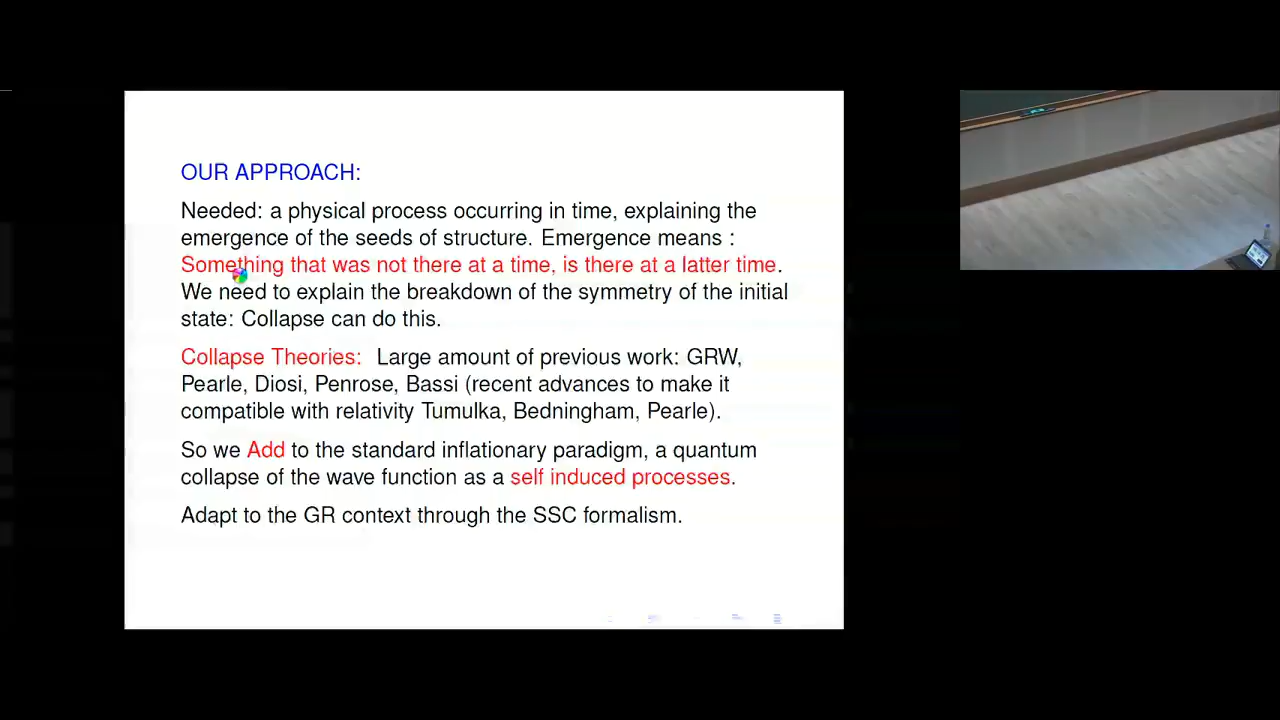 OUR APPROACH:
Needed: a physical process occurring in time, explaining the
emergence of the seeds of structure. Emergence means :
Something that was not there at a time, is there at a latter time.
We need to explain the breakdown of the symmetry of the initial
state: Collapse can do this.
Collapse Theories: Large amount of previous work: GRW,
Pearle, Diosi, Penrose, Bassi (recent advances to make it
compatible with relativity Tumulka, Bedningham, Pearle).
So we Add to the standard inflationary paradigm, a quantum
collapse of the wave function as a self induced processes.
Adapt to the GR context through the SSC formalism.